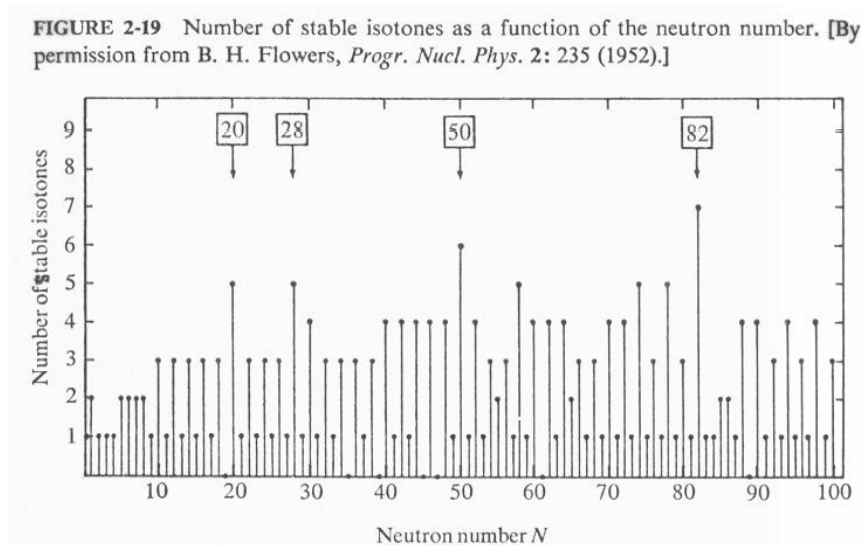 FIGURE 2-19 Number of stable isotones as a function of the neutron number. [By
permission from B. H. Flowers, Progr. Nucl. Phys. 2: 235 (1952).]
20
28
50
82
9
8
7
6
5
4
3
2
1
Number of stable isotones
10 20 30 40 50 60 70 80 90 100
Neutron number N